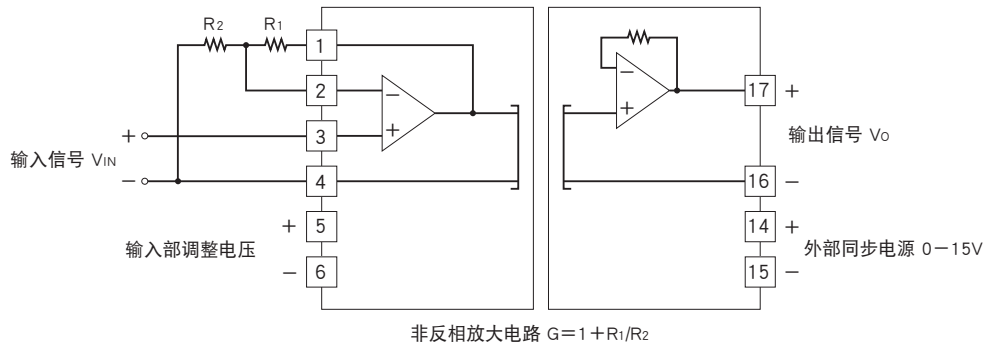 R2 R1
1
2
3
4
5
6
－ +
－ +
+
－
输入信号 VIN
+
－
输入部调整电压
17 +
16 －
输出信号 VO
14 +
15 －
外部同步电源 0－15V
非反相放大电路 G＝1＋R1/R2